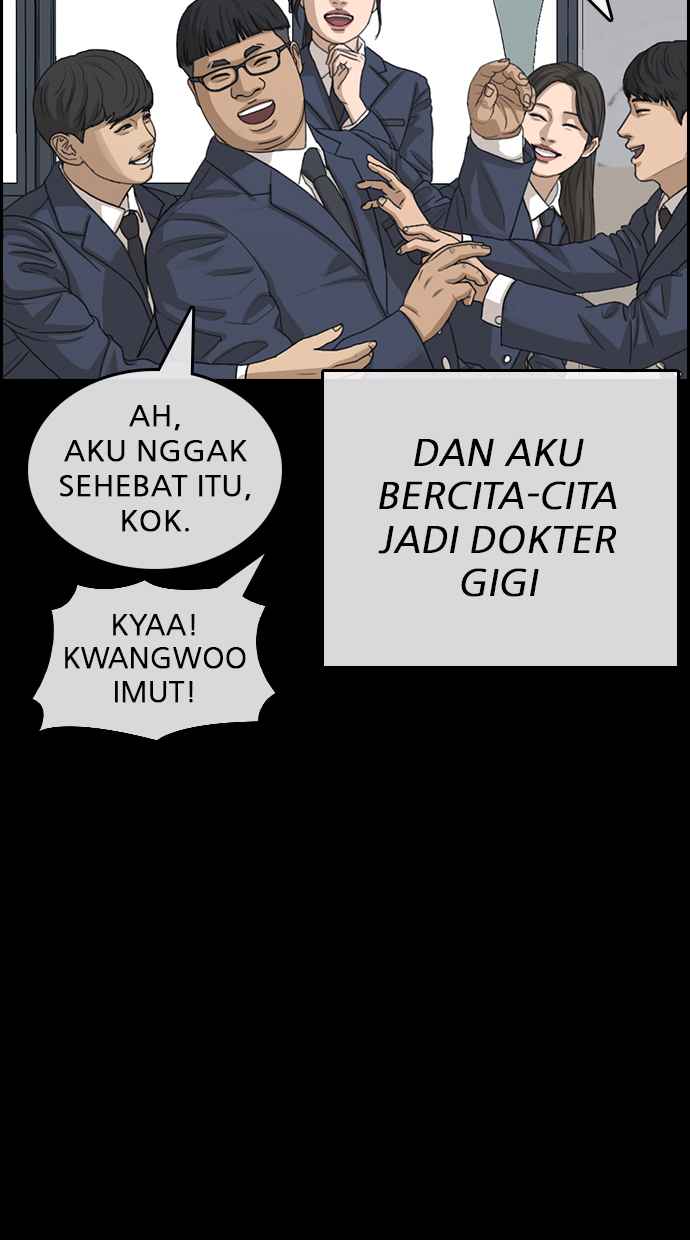 AH,
AKU NGGAK
SEHEBAT ITU,
KOK.
DAN AKU
BERCITA-CITA
JADI DOKTER
GIGI
KYAA!
KWANGWOO
IMUT!